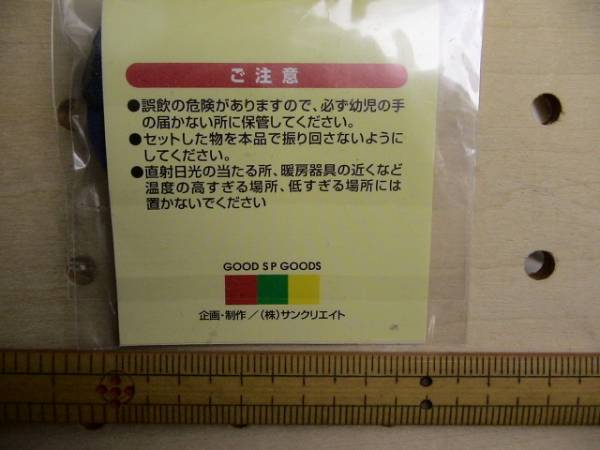 ご注意
●誤飲の危険がありますので、必ず幼児の手
の届かない所に保管してください。
●セットした物を本品で振り回さないように
してください。
●直射日光の当たる所、暖房器具の近くなど
温度の高すぎる場所、低すぎる場所には
置かないでください
GOOD S P GOODS
企画・制作／(株)サンクリエイト